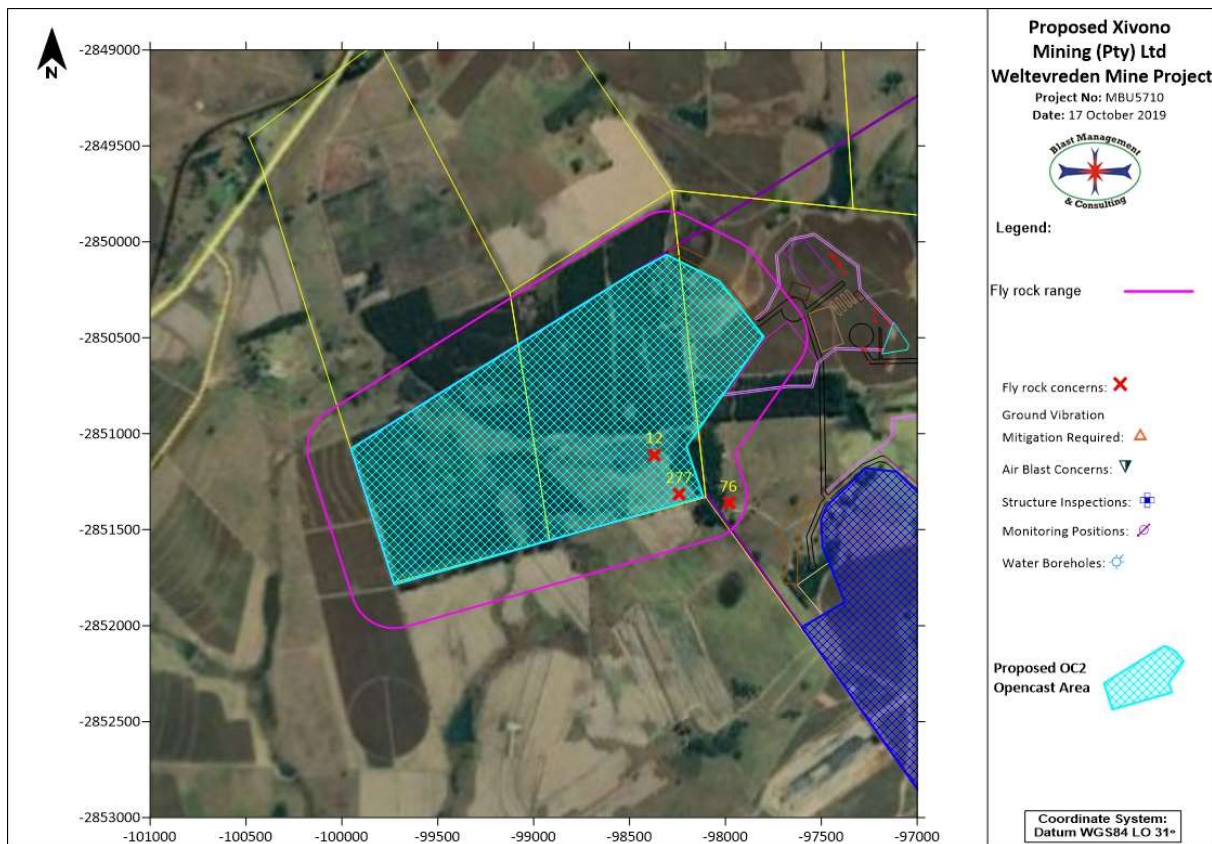 N
-2849000
-2849500
-2850000
-2850500
-2851000
-2851500
-2852000
-2852500
-2853000
-101000
-100500
-100000
-99500
-99000
-98500
-98000
-97500
-97000
12
277
76
Proposed Xivono
Mining (Pty) Ltd
Weltevreden Mine Project
Project No: MBU5710
Date: 17 October 2019
Blast Management
& Consulting
Legend:
Fly rock range
Fly rock concerns:
Ground Vibration
Mitigation Required:
Air Blast Concerns:
Structure Inspections:
Monitoring Positions:
Water Boreholes:
Proposed OC2
Opencast Area
Coordinate System:
Datum WGS84 LO 31°